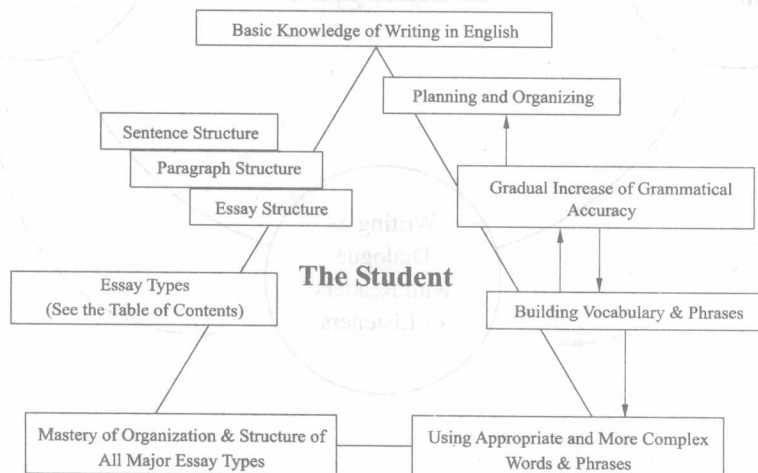 Basic Knowledge of Writing in English
Planning and Organizing
Sentence Structure
Paragraph Structure
Gradual Increase of Grammatical
Accuracy
Essay Structure
The Student
Essay Types
(See the Table of Contents)
Building Vocabulary & Phrases
Mastery of Organization & Structure of
All Major Essay Types
Using Appropriate and More Complex
Words & Phrases